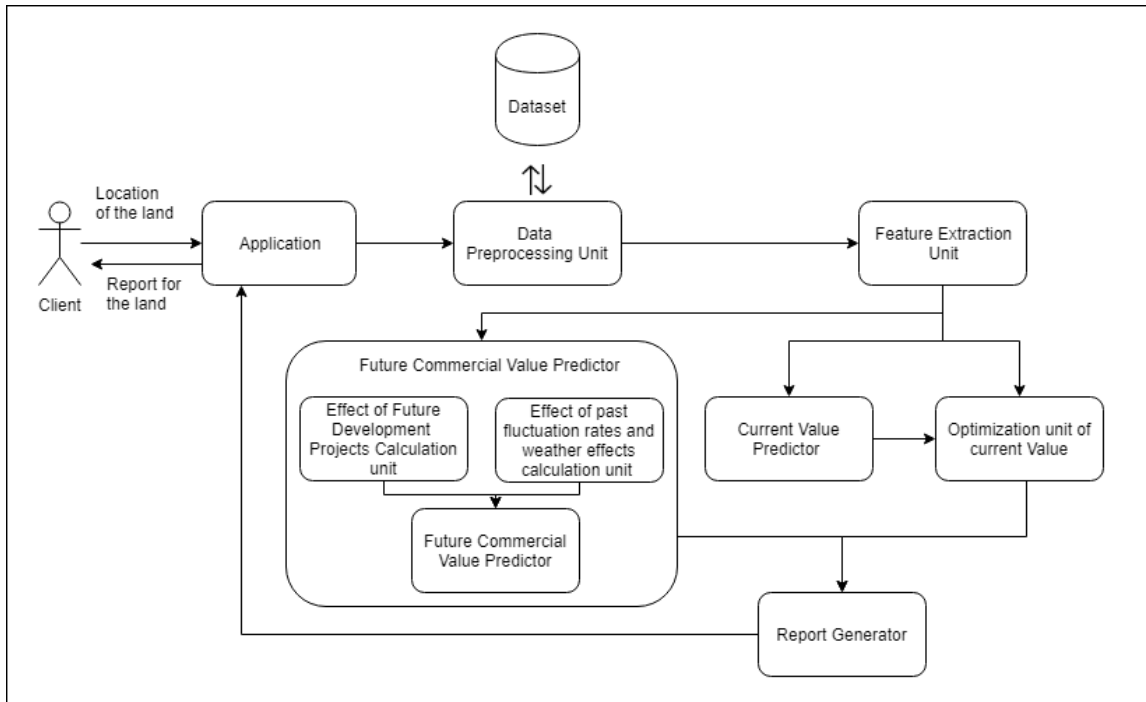 Dataset
Location
of the land
Application
Data
Preprocessing Unit
Feature Extraction
Unit
Report for
the land
Client
Future Commercial Value Predictor
Effect of Future
Development
Projects Calculation
unit
Effect of past
fluctuation rates and
weather effects
calculation unit
Current Value
Predictor
Optimization unit of
current Value
Future Commercial
Value Predictor
Report Generator